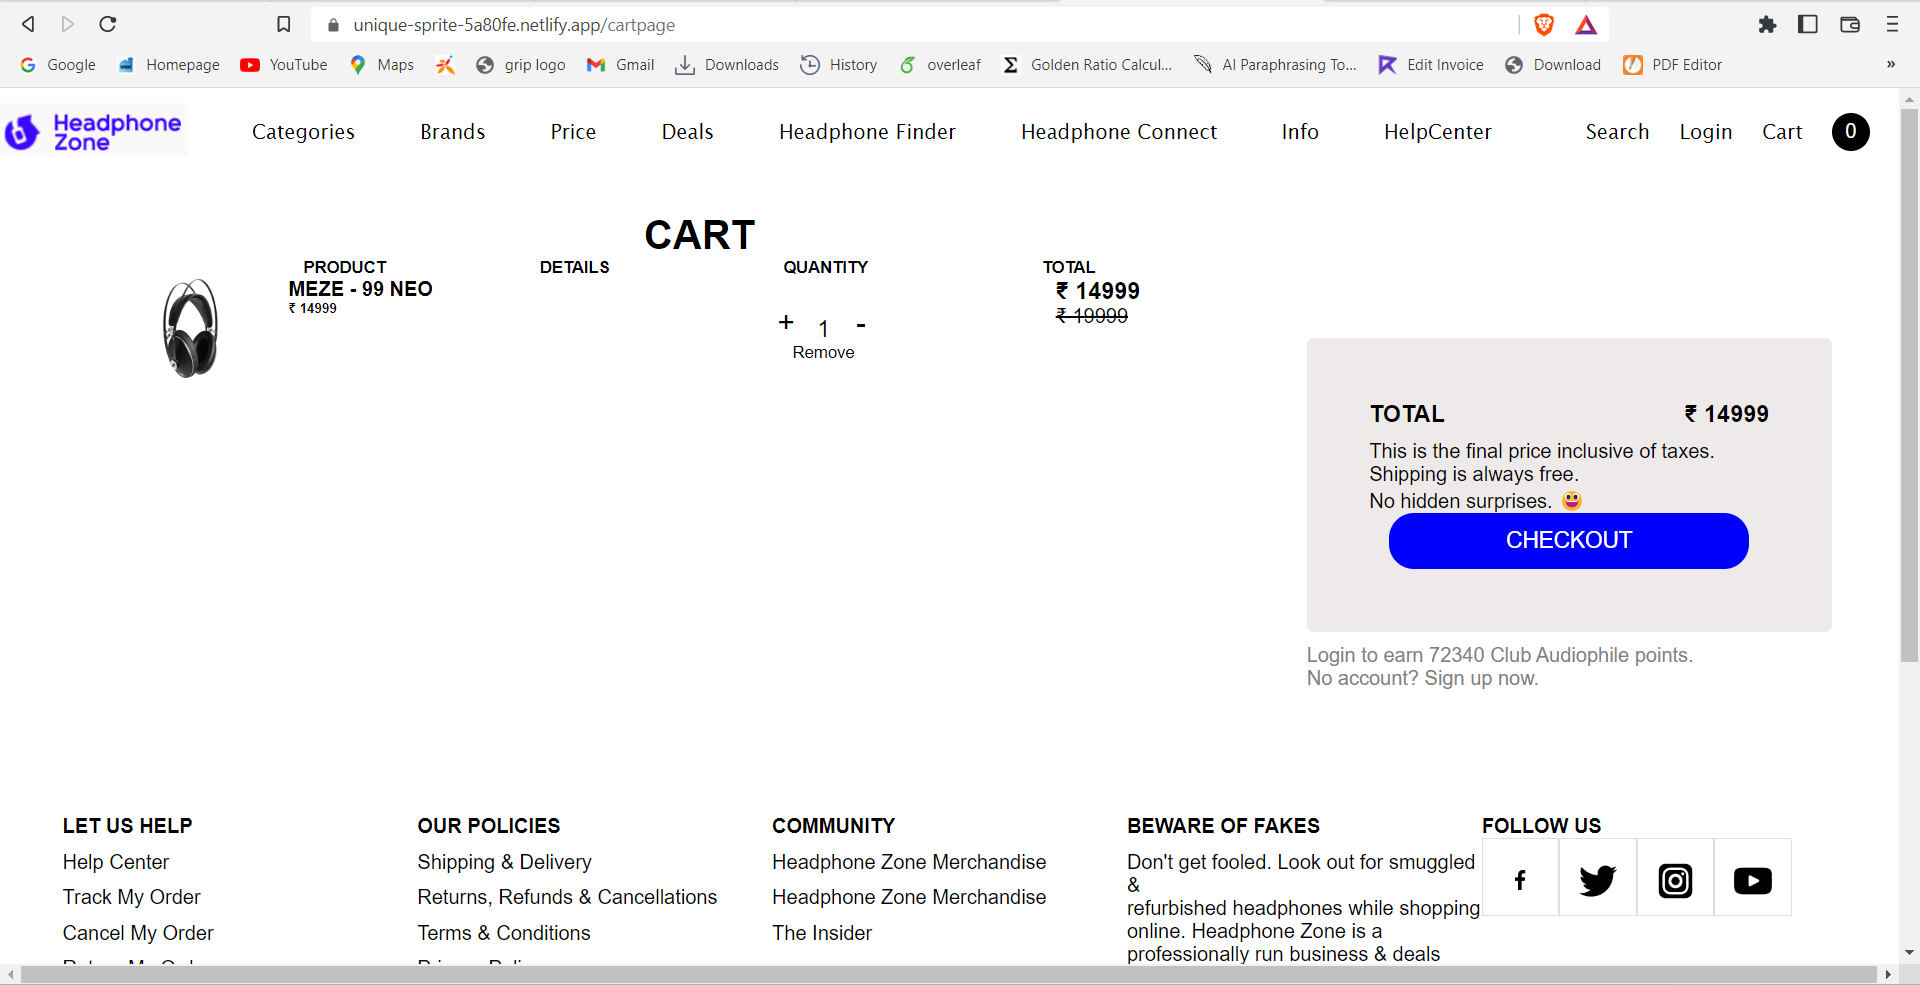 unique-sprite-5a80fe.netlify.app/cartpage
Google Homepage YouTube Maps grip logo Gmail Downloads History overleaf Golden Ratio Calcul... AI Paraphrasing To... Edit Invoice Download PDF Editor »
Headphone
Zone
Categories Brands Price Deals Headphone Finder Headphone Connect Info HelpCenter Search Login Cart 0
CART
PRODUCT DETAILS QUANTITY TOTAL
MEZE - 99 NEO
₹ 14999
+ 1 -
Remove
₹ 14999
₹ 19999
TOTAL ₹ 14999
This is the final price inclusive of taxes.
Shipping is always free.
No hidden surprises. 😀
CHECKOUT
Login to earn 72340 Club Audiophile points.
No account? Sign up now.
LET US HELP
Help Center
Track My Order
Cancel My Order
OUR POLICIES
Shipping & Delivery
Returns, Refunds & Cancellations
Terms & Conditions
COMMUNITY
Headphone Zone Merchandise
Headphone Zone Merchandise
The Insider
BEWARE OF FAKES
Don't get fooled. Look out for smuggled
&
refurbished headphones while shopping
online. Headphone Zone is a
professionally run business & deals
FOLLOW US